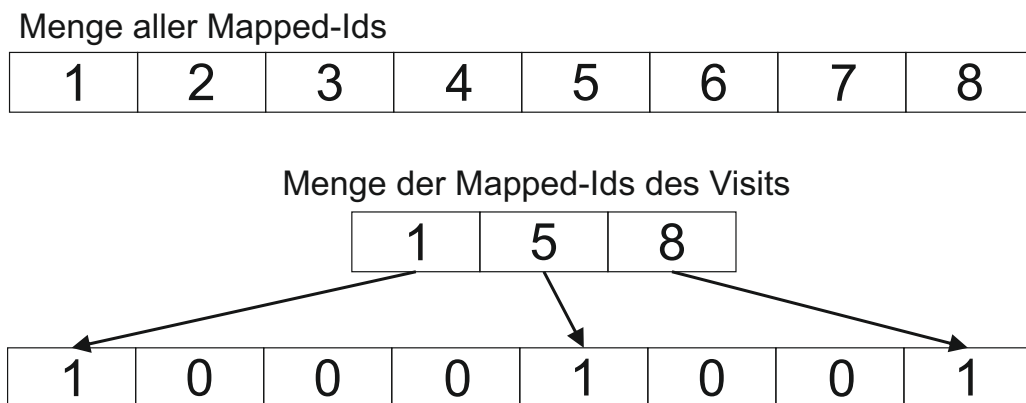 Menge aller Mapped-Ids
1 2 3 4 5 6 7 8
Menge der Mapped-Ids des Visits
1 5 8
1 0 0 0 1 0 0 1